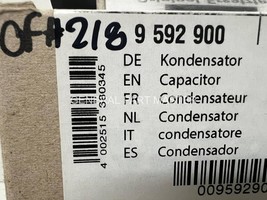 OF#218
9 592 900
DE Kondensator
EN Capacitor
FR Condensateur
NL Condensator
IT condensatore
ES Condensador
4 002515 380345
0095929